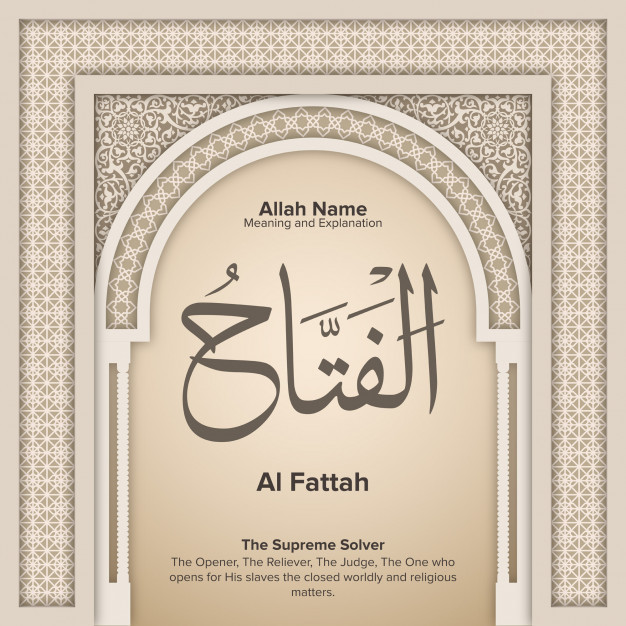 Allah Name
Meaning and Explanation
الْفَتَّاحُ
Al Fattah
The Supreme Solver
The Opener, The Reliever, The Judge, The One who
opens for His slaves the closed worldly and religious
matters.